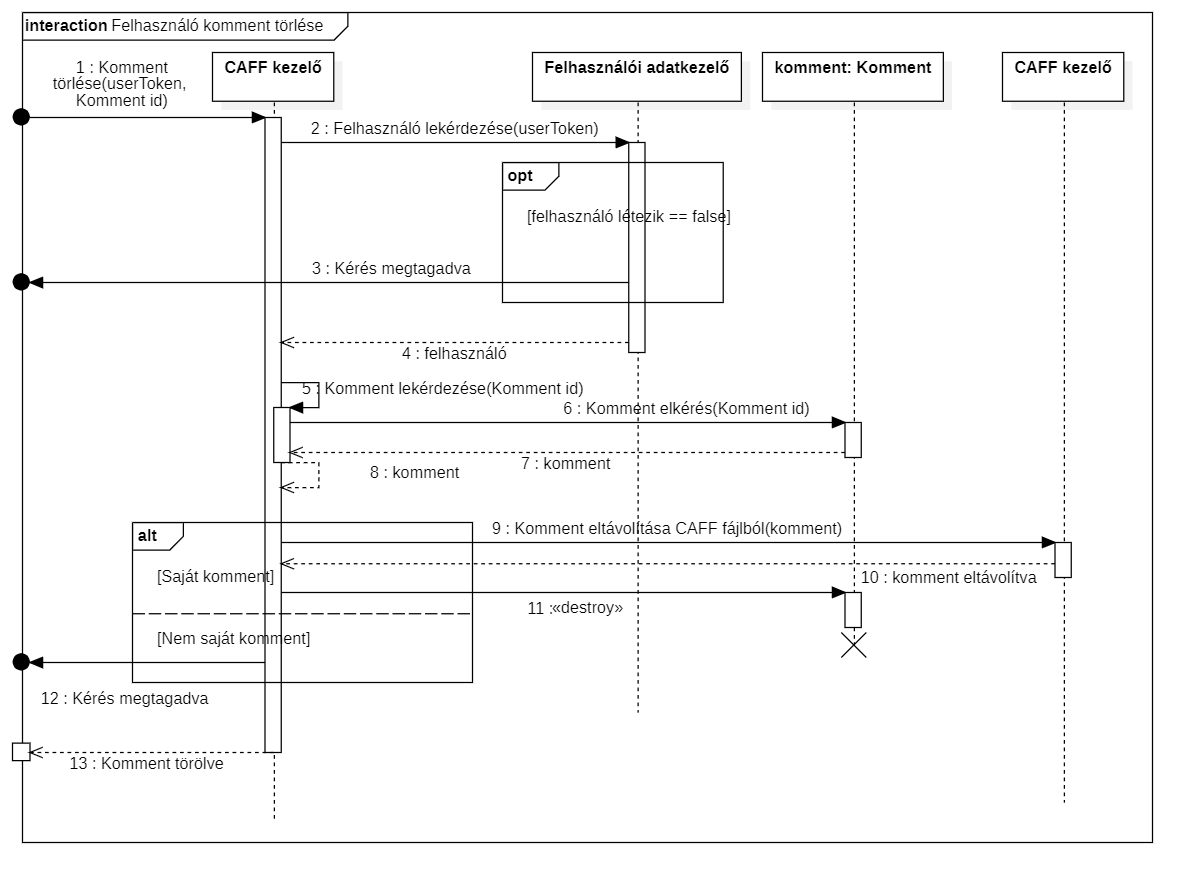 interaction Felhasználó komment törlése
1 : Komment
törlése(userToken,
Komment id)
CAFF kezelő
Felhasználói adatkezelő
komment: Komment
CAFF kezelő
2 : Felhasználó lekérdezése(userToken)
opt
[felhasználó létezik == false]
3 : Kérés megtagadva
4 : felhasználó
5 : Komment lekérdezése(Komment id)
6 : Komment elkérés(Komment id)
7 : komment
8 : komment
9 : Komment eltávolítása CAFF fájlból(komment)
alt
[Saját komment]
10 : komment eltávolítva
11 :«destroy»
[Nem saját komment]
12 : Kérés megtagadva
13 : Komment törölve